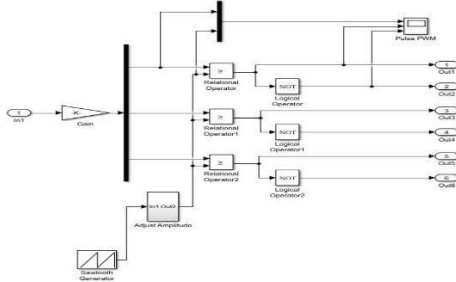 Pulse PWM
≥
Relational
Operator
1
Out1
NOT
Logical
Operator
2
Out2
1
In1
-K-
Gain
≥
Relational
Operator1
3
Out3
NOT
Logical
Operator1
4
Out4
≥
Relational
Operator2
5
Out5
NOT
Logical
Operator2
6
Out6
In1 Out2
Adjust Amplitudo
Sawtooth
Generator